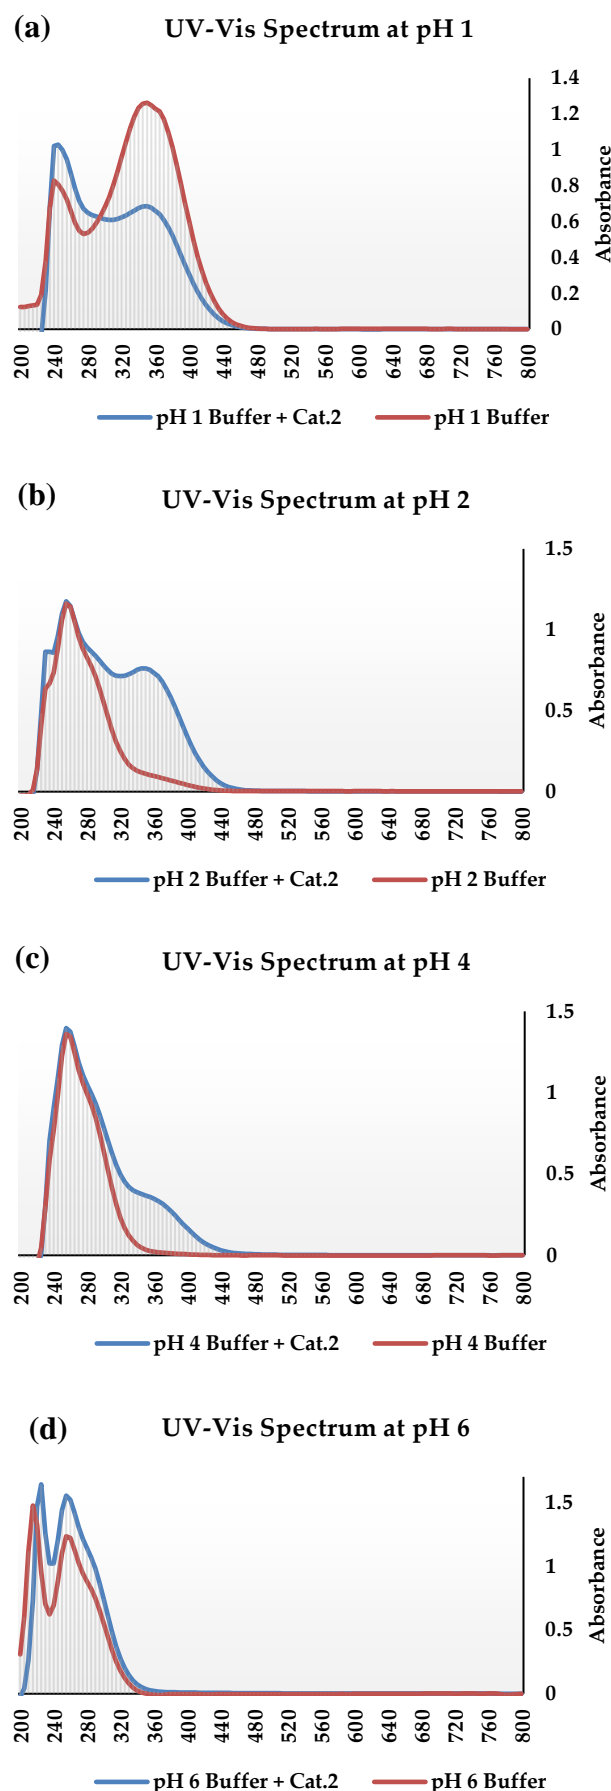 (a) UV-Vis Spectrum at pH 1
1.4
1.2
1
0.8
0.6
0.4
0.2
0
Absorbance
200 240 280 320 360 400 440 480 520 560 600 640 680 720 760 800
pH 1 Buffer + Cat.2 pH 1 Buffer
(b) UV-Vis Spectrum at pH 2
1.5
1
0.5
0
Absorbance
200 240 280 320 360 400 440 480 520 560 600 640 680 720 760 800
pH 2 Buffer + Cat.2 pH 2 Buffer
(c) UV-Vis Spectrum at pH 4
1.5
1
0.5
0
Absorbance
200 240 280 320 360 400 440 480 520 560 600 640 680 720 760 800
pH 4 Buffer + Cat.2 pH 4 Buffer
(d) UV-Vis Spectrum at pH 6
1.5
1
0.5
0
Absorbance
200 240 280 320 360 400 440 480 520 560 600 640 680 720 760 800
pH 6 Buffer + Cat.2 pH 6 Buffer